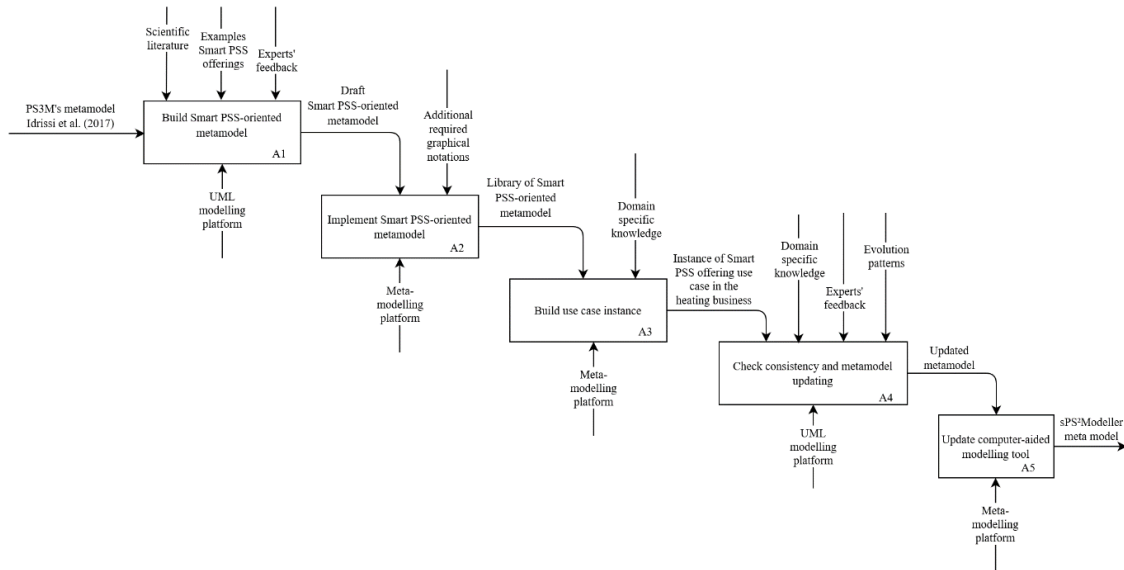 Scientific
literature
Examples
Smart PSS
offerings
Experts'
feedback
PS3M's metamodel
Idrissi et al. (2017)
Build Smart PSS-oriented
metamodel
A1
UML
modelling
platform
Draft
Smart PSS-oriented
metamodel
Additional
required
graphical
notations
Implement Smart PSS-oriented
metamodel
A2
Meta-
modelling
platform
Library of Smart
PSS-oriented
metamodel
Domain
specific
knowledge
Build use case instance
A3
Meta-
modelling
platform
Instance of Smart
PSS offering use
case in the
heating business
Domain
specific
knowledge
Experts'
feedback
Evolution
patterns
Check consistency and metamodel
updating
A4
UML
modelling
platform
Updated
metamodel
Update computer-aided
modelling tool
A5
Meta-
modelling
platform
sPS²Modeller
meta model